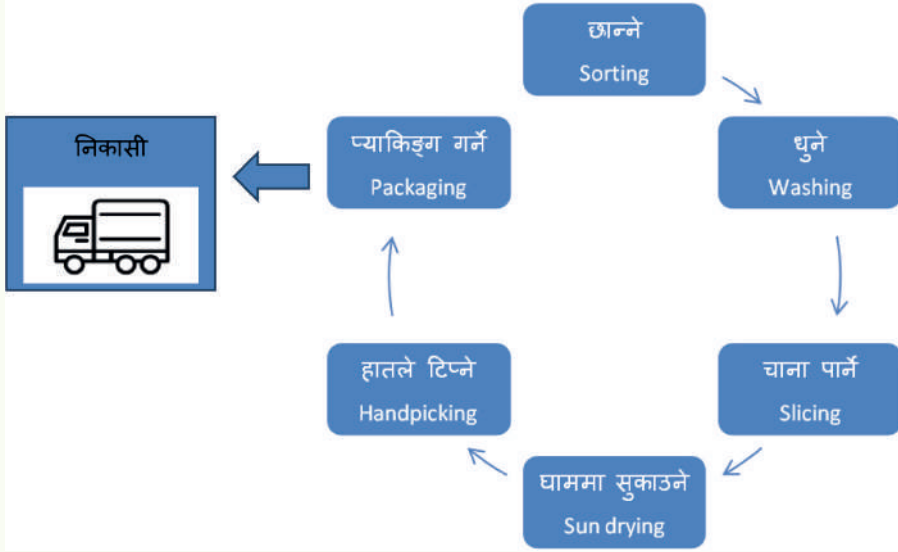 छान्ने
Sorting
धुने
Washing
चाना पार्ने
Slicing
घाममा सुकाउने
Sun drying
हातले टिप्ने
Handpicking
प्याकिङ्ग गर्ने
Packaging
निकासी